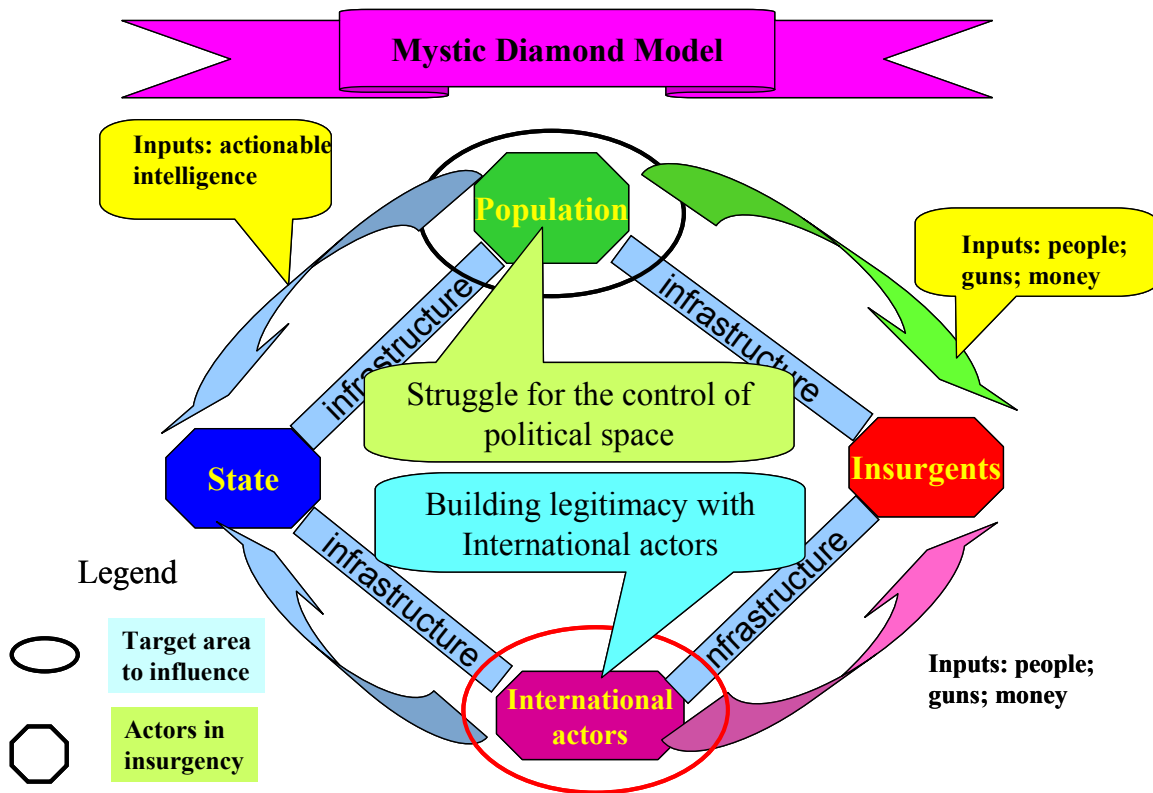 Mystic Diamond Model
Inputs: actionable
intelligence
Population
Inputs: people;
guns; money
infrastructure
infrastructure
Struggle for the control of
political space
State
Insurgents
Building legitimacy with
International actors
infrastructure
nfrastructure
Legend
Target area
to influence
International
actors
Inputs: people;
guns; money
Actors in
insurgency